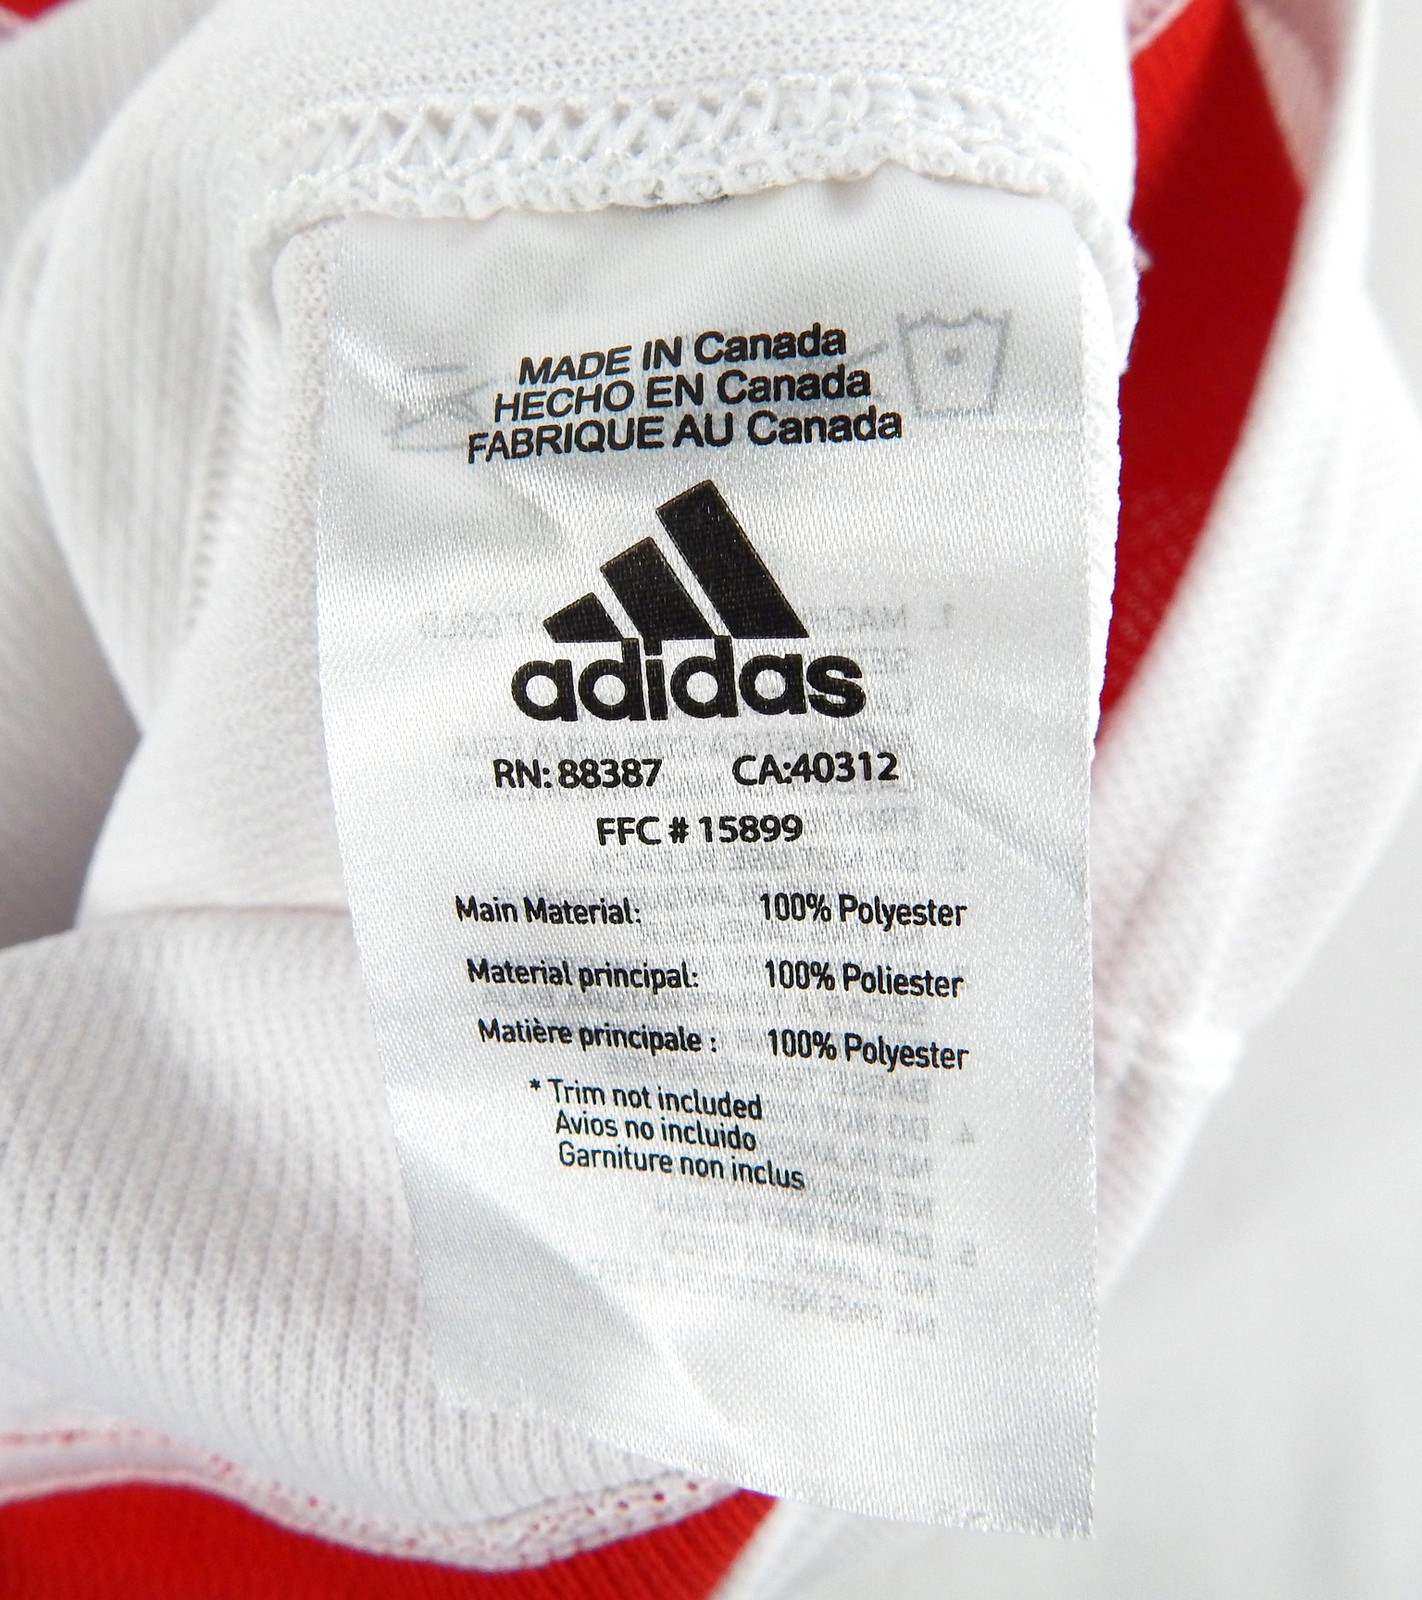 MADE IN Canada
HECHO EN Canada
FABRIQUE AU Canada
adidas
RN: 88387 CA:40312
FFC # 15899
Main Material: 100% Polyester
Material principal: 100% Poliester
Matière principale : 100% Polyester
* Trim not included
Avios no incluido
Garniture non inclus